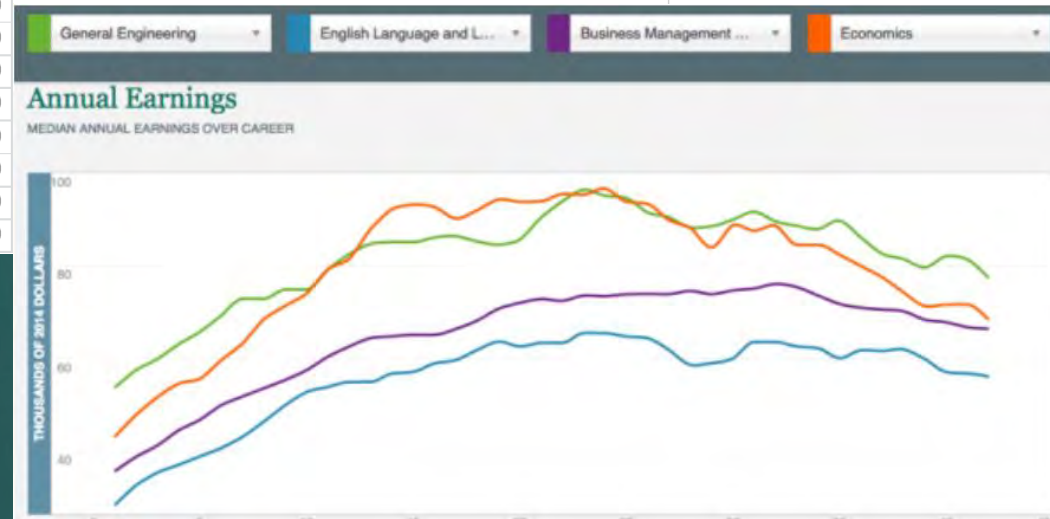 General Engineering
English Language and L...
Business Management ...
Economics
Annual Earnings
MEDIAN ANNUAL EARNINGS OVER CAREER
THOUSANDS OF 2014 DOLLARS
100
80
60
40